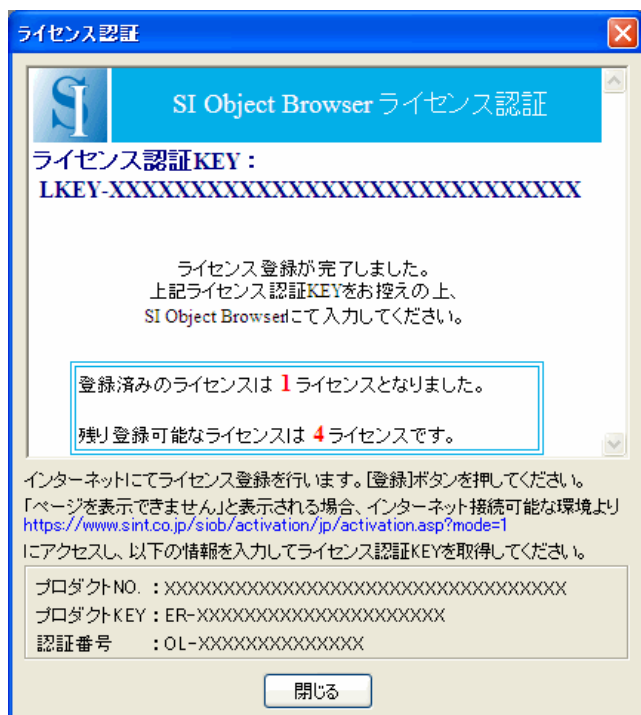 ライセンス認証
SI
SI Object Browser ライセンス認証
ライセンス認証KEY：
LKEY-XXXXXXXXXXXXXXXXXXXXXXXXXXXXX
ライセンス登録が完了しました。
上記ライセンス認証KEYをお控えの上、
SI Object Browserにて入力してください。
登録済みのライセンスは 1 ライセンスとなりました。
残り登録可能なライセンスは 4 ライセンスです。
インターネットにてライセンス登録を行います。[登録]ボタンを押してください。
「ページを表示できません」と表示される場合、インターネット接続可能な環境より
https://www.sint.co.jp/siob/activation/jp/activation.asp?mode=1
にアクセスし、以下の情報を入力してライセンス認証KEYを取得してください。
プロダクトNO. ：XXXXXXXXXXXXXXXXXXXXXXXXXXXXXXXXXXX
プロダクトKEY：ER-XXXXXXXXXXXXXXXXXXXXX
認証番号 ：OL-XXXXXXXXXXXXXX
閉じる